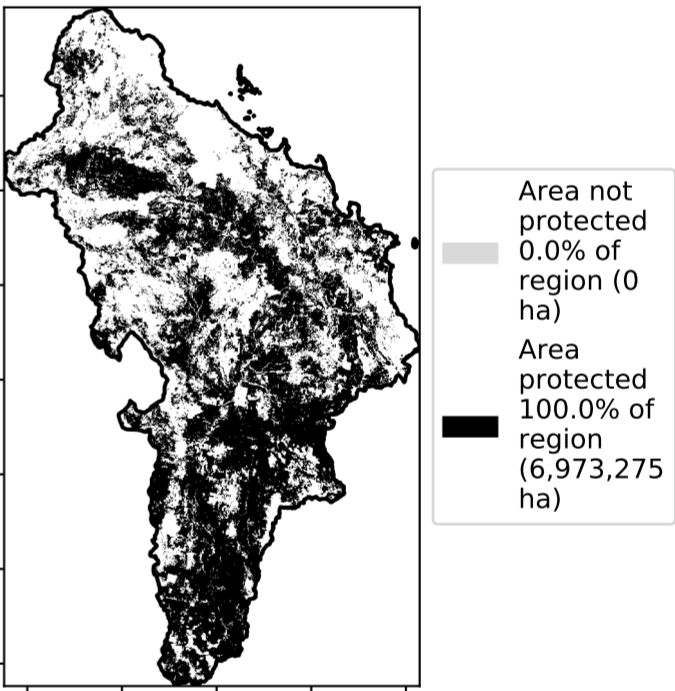 Area not
protected
0.0% of
region (0
ha)
Area
protected
100.0% of
region
(6,973,275
ha)